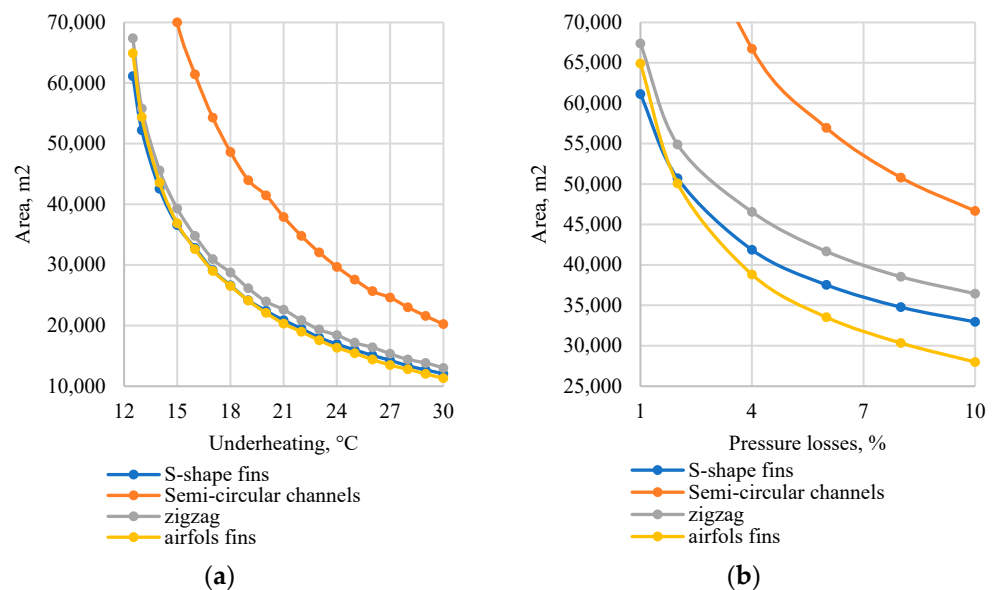 70,000
60,000
50,000
40,000
30,000
20,000
10,000
Area, m2
12 15 18 21 24 27 30
Underheating, °C
S-shape fins
Semi-circular channels
zigzag
airfols fins
(a)
70,000
65,000
60,000
55,000
50,000
45,000
40,000
35,000
30,000
25,000
Area, m2
1 4 7 10
Pressure losses, %
S-shape fins
Semi-circular channels
zigzag
airfols fins
(b)